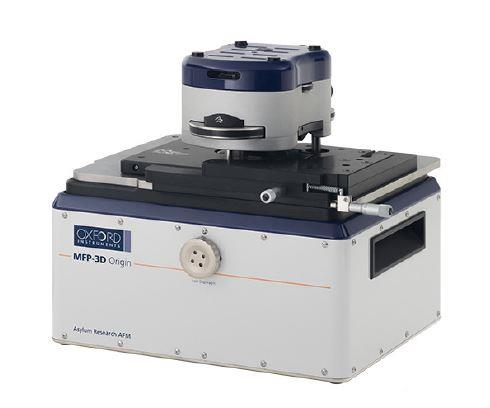 OXFORD
INSTRUMENTS
MFP-3D Origin
Asylum Research AFM